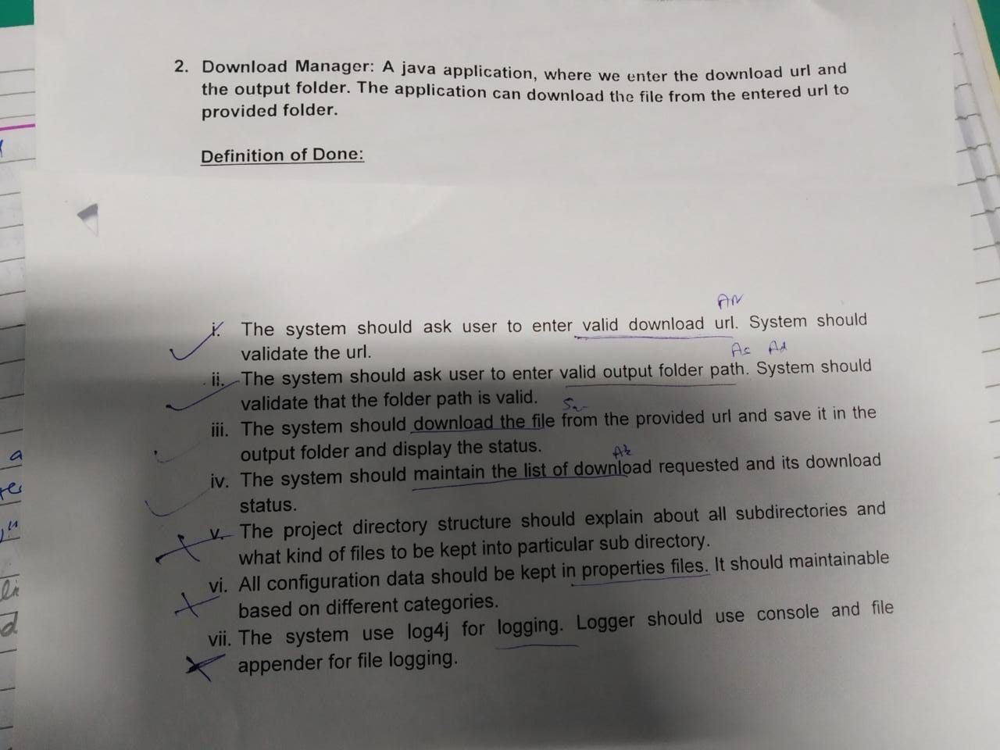 2. Download Manager: A java application, where we enter the download url and
the output folder. The application can download the file from the entered url to
provided folder.
Definition of Done:
AN
i. The system should ask user to enter valid download url. System should
validate the url.
As Ad
ii. The system should ask user to enter valid output folder path. System should
validate that the folder path is valid.
iii. The system should download the file from the provided url and save it in the
output folder and display the status.
iv. The system should maintain the list of download requested and its download
status.
v. The project directory structure should explain about all subdirectories and
what kind of files to be kept into particular sub directory.
vi. All configuration data should be kept in properties files. It should maintainable
based on different categories.
vii. The system use log4j for logging. Logger should use console and file
appender for file logging.